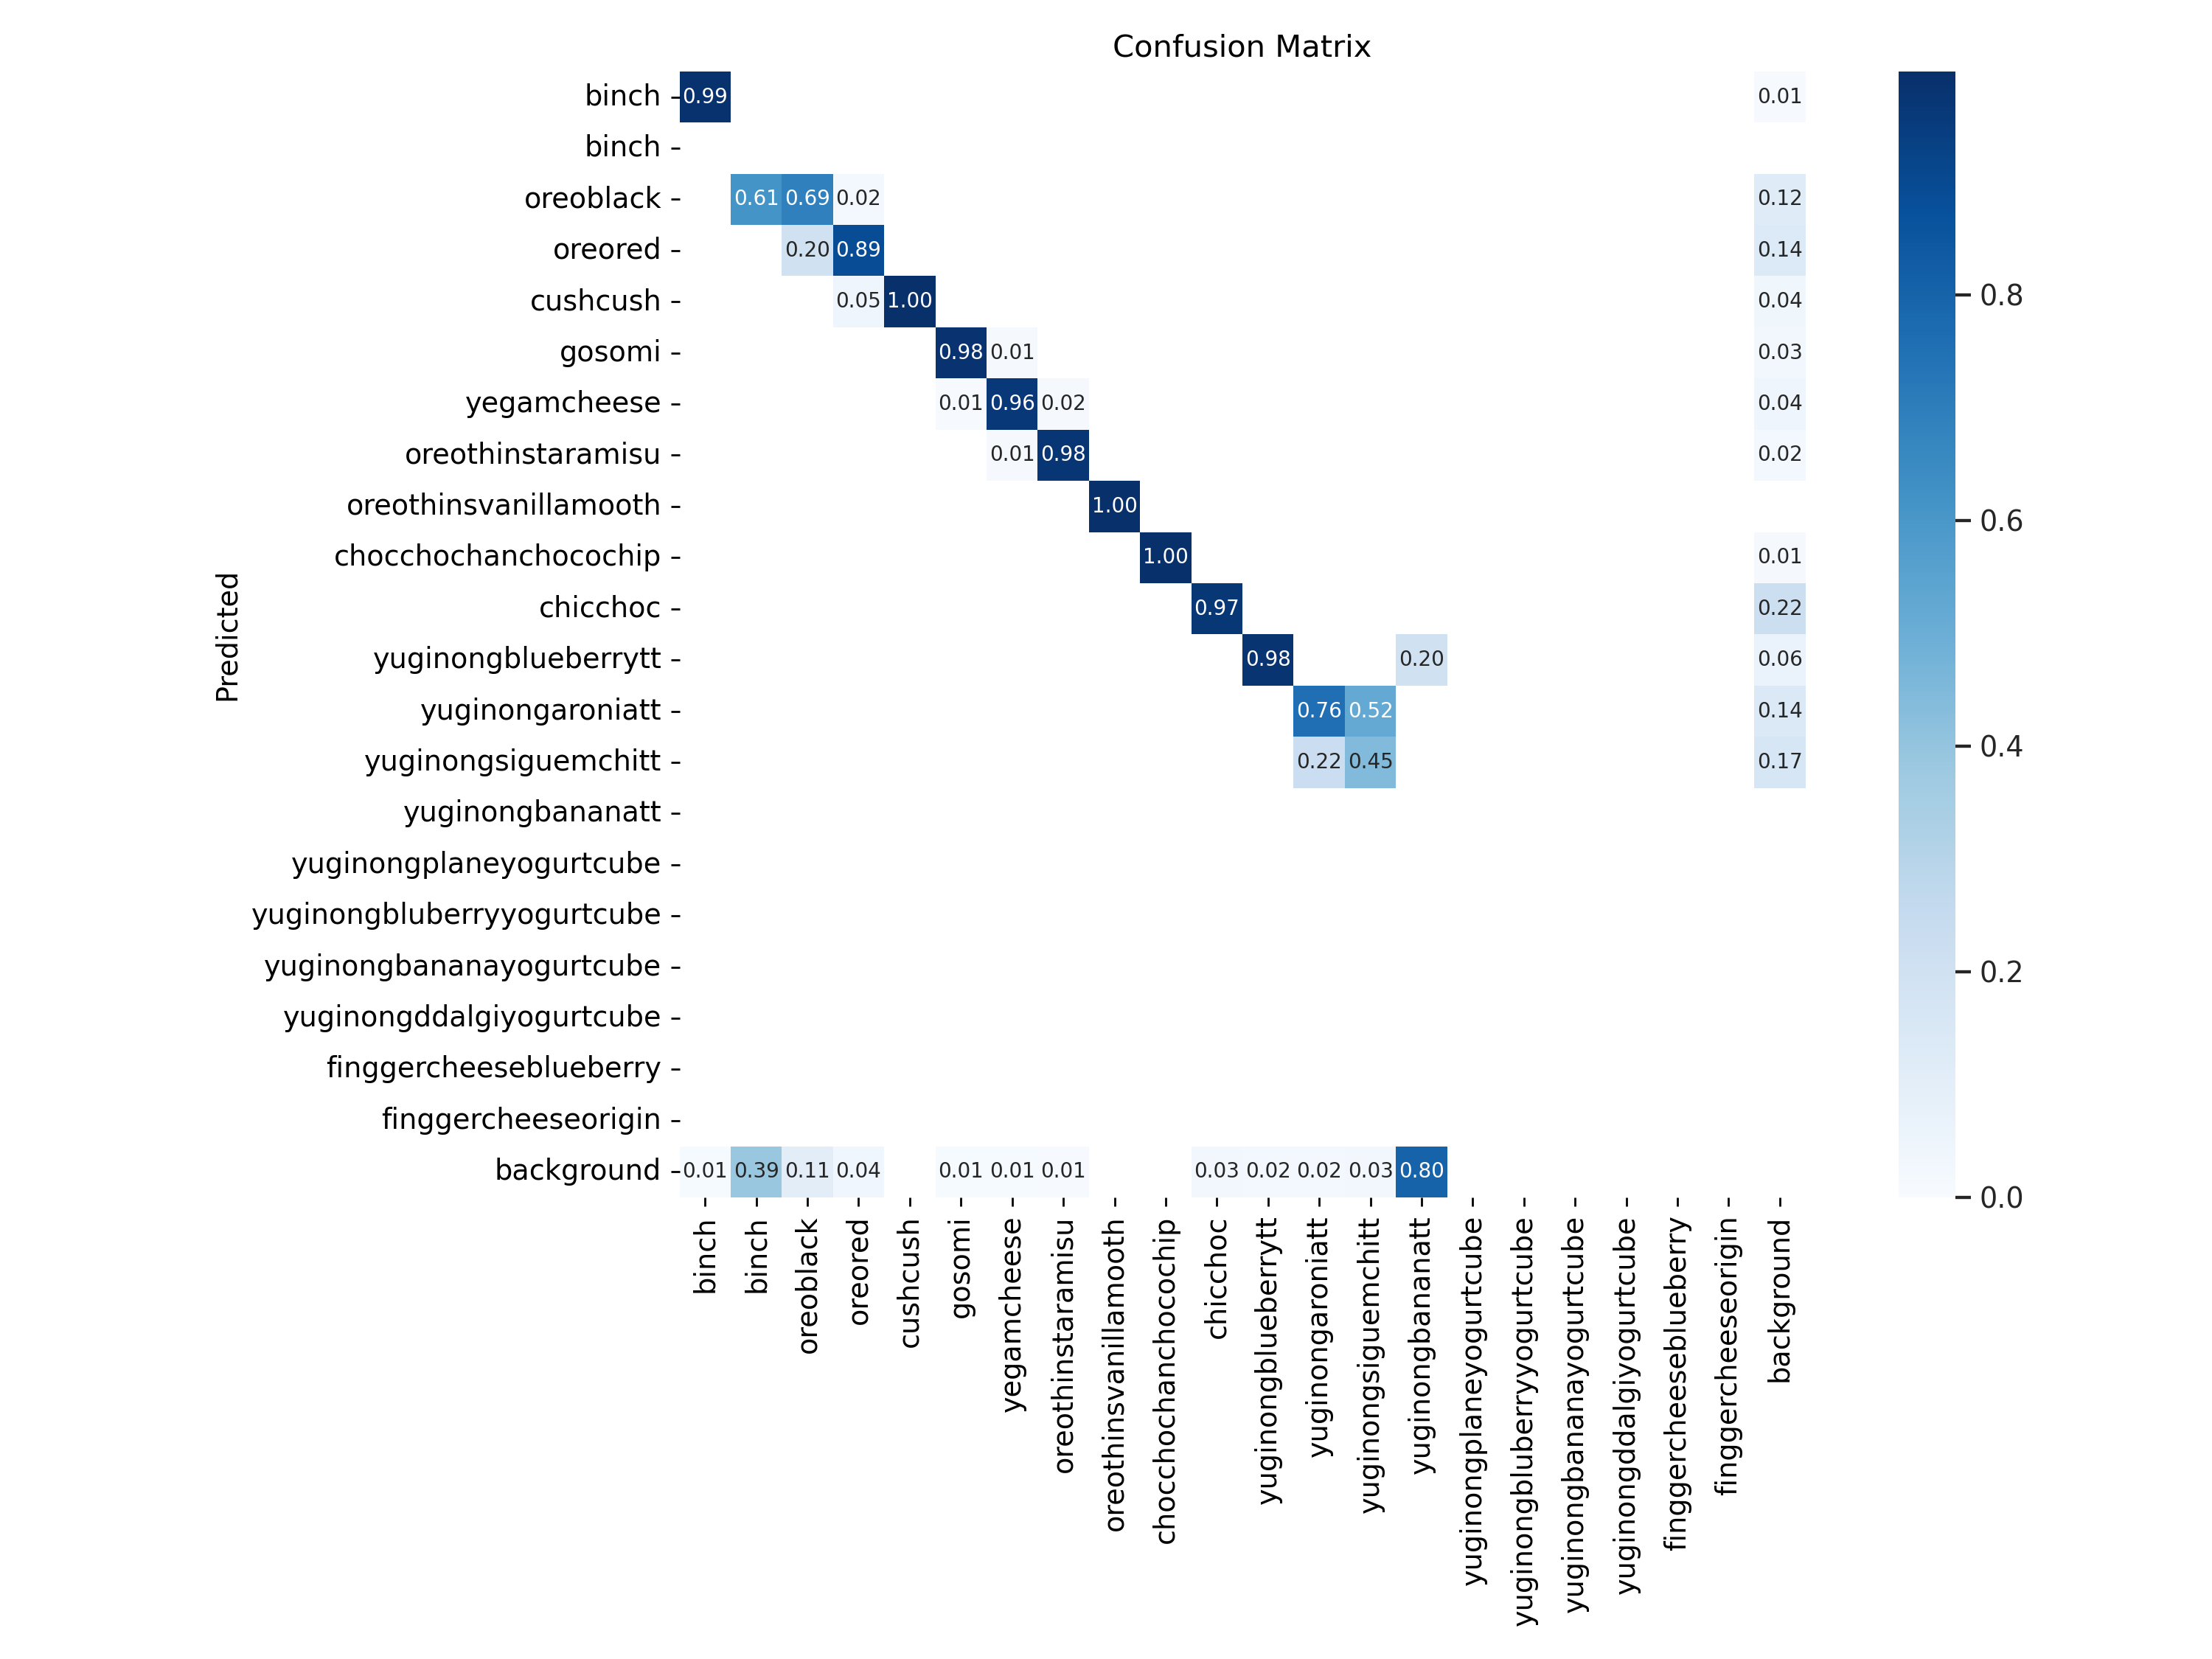 Confusion Matrix
binch 0.99 0.01
binch
oreoblack 0.61 0.69 0.02 0.12
oreored 0.20 0.89 0.14
cushcush 0.05 1.00 0.04
gosomi 0.98 0.01 0.03
yegamcheese 0.01 0.96 0.02 0.04
oreothinstaramisu 0.01 0.98 0.02
oreothinsvanillamooth 1.00
chocchochanchocochip 1.00 0.01
chicchoc 0.97 0.22
yuginongblueberrytt 0.98 0.20 0.06
yuginongaroniatt 0.76 0.52 0.14
yuginongsiguemchitt 0.22 0.45 0.17
yuginongbananatt
yuginongplaneyogurtcube
yuginongbluberryyogurtcube
yuginongbananayogurtcube
yuginongddalgiyogurtcube
finggercheeseblueberry
finggercheeseorigin
background 0.01 0.39 0.11 0.04 0.01 0.01 0.01 0.03 0.02 0.02 0.03 0.80
Predicted
binch
binch
oreoblack
oreored
cushcush
gosomi
yegamcheese
oreothinstaramisu
oreothinsvanillamooth
chocchochanchocochip
chicchoc
yuginongblueberrytt
yuginongaroniatt
yuginongsiguemchitt
yuginongbananatt
yuginongplaneyogurtcube
yuginongbluberryyogurtcube
yuginongbananayogurtcube
yuginongddalgiyogurtcube
finggercheeseblueberry
finggercheeseorigin
background
0.8
0.6
0.4
0.2
0.0